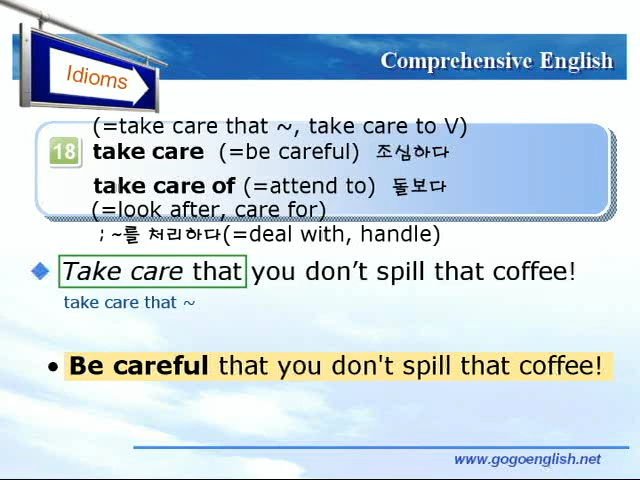 Idioms
Comprehensive English
(=take care that ~, take care to V)
18 take care (=be careful) 조심하다
take care of (=attend to) 돌보다
(=look after, care for)
; ~를 처리하다(=deal with, handle)
Take care that you don’t spill that coffee!
take care that ~
• Be careful that you don't spill that coffee!
www.gogoenglish.net